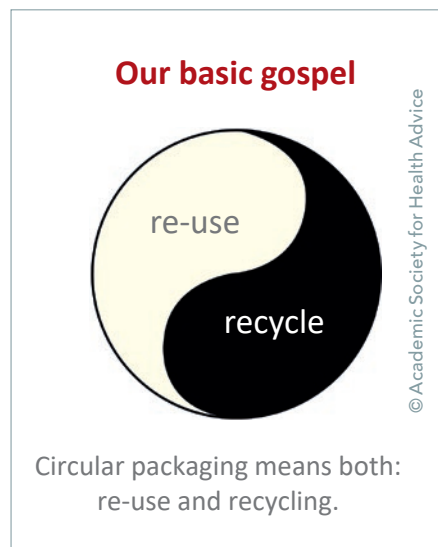 Our basic gospel
re-use
recycle
© Academic Society for Health Advice
Circular packaging means both:
re-use and recycling.